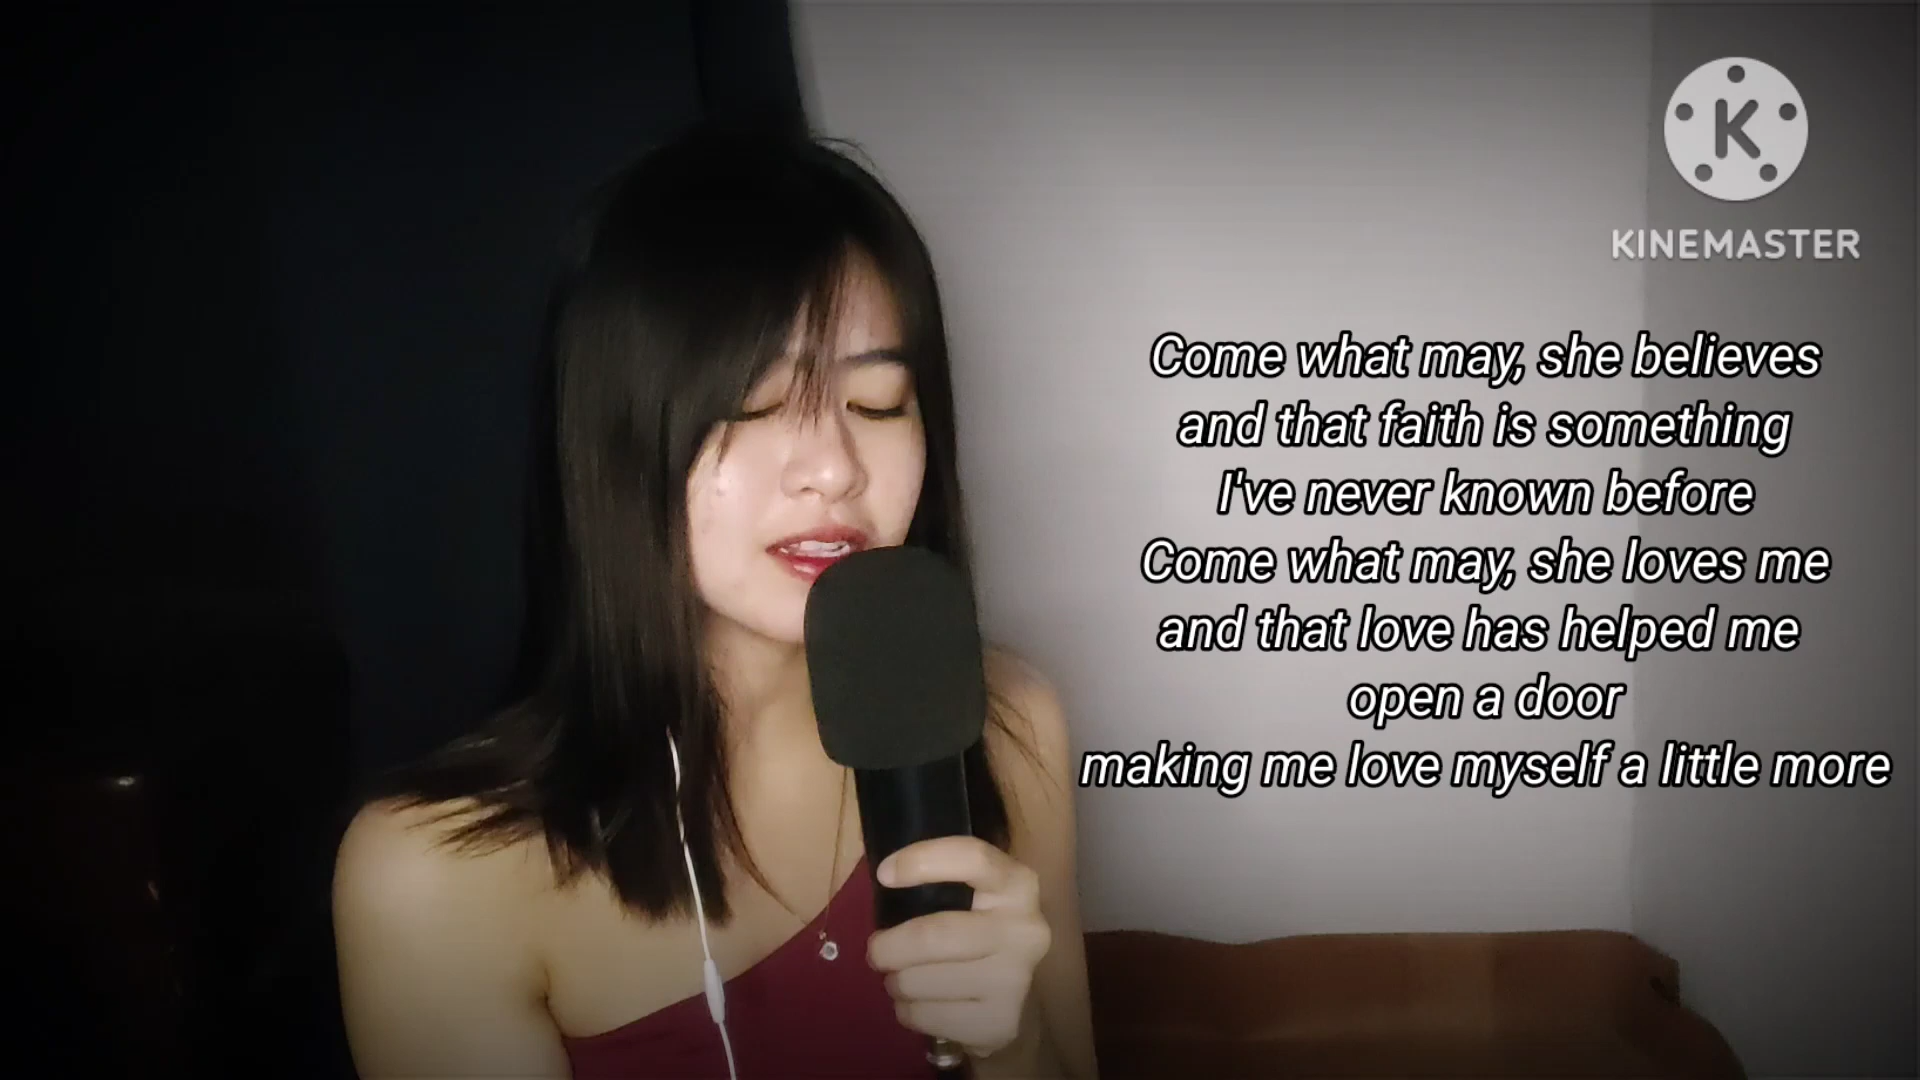 K
KINEMASTER
Come what may, she believes
and that faith is something
I've never known before
Come what may, she loves me
and that love has helped me
open a door
making me love myself a little more